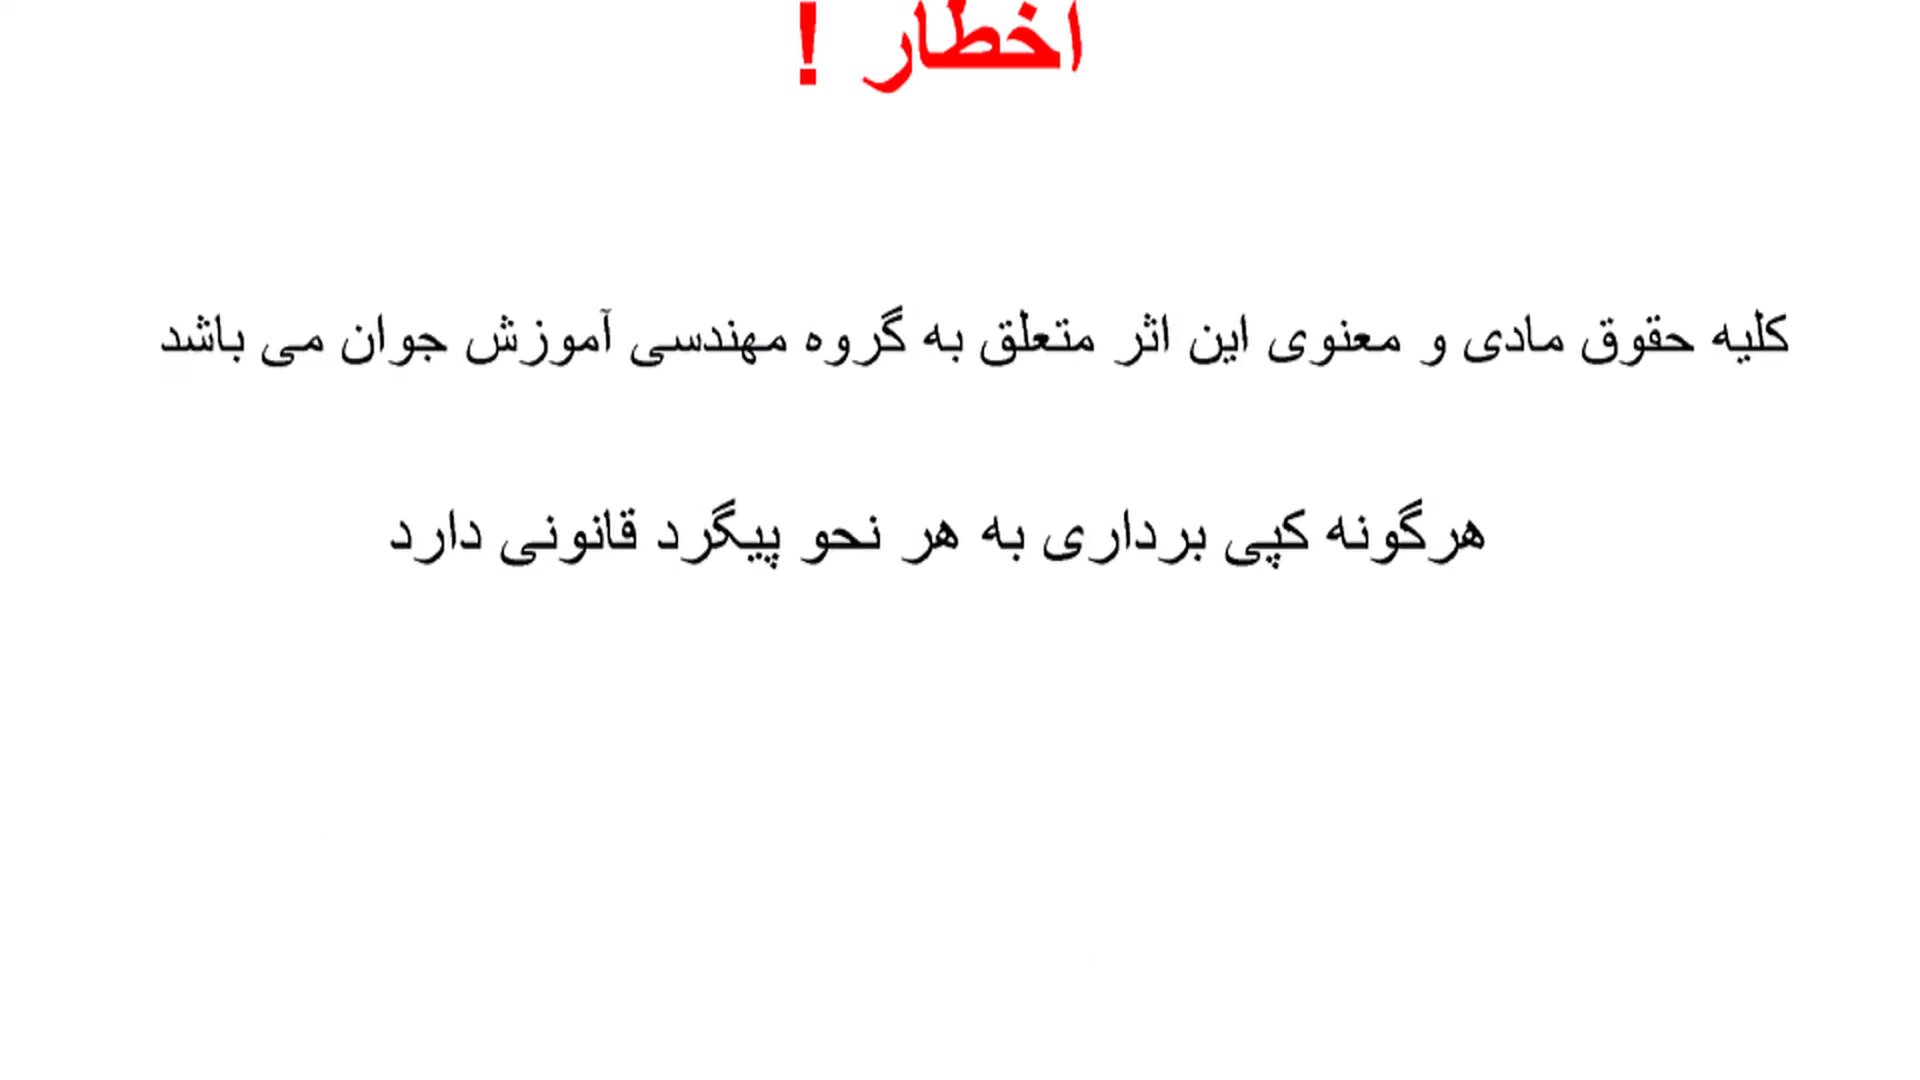 اخطار !
کلیه حقوق مادی و معنوی این اثر متعلق به گروه مهندسی آموزش جوان می باشد
هرگونه کپی برداری به هر نحو پیگرد قانونی دارد